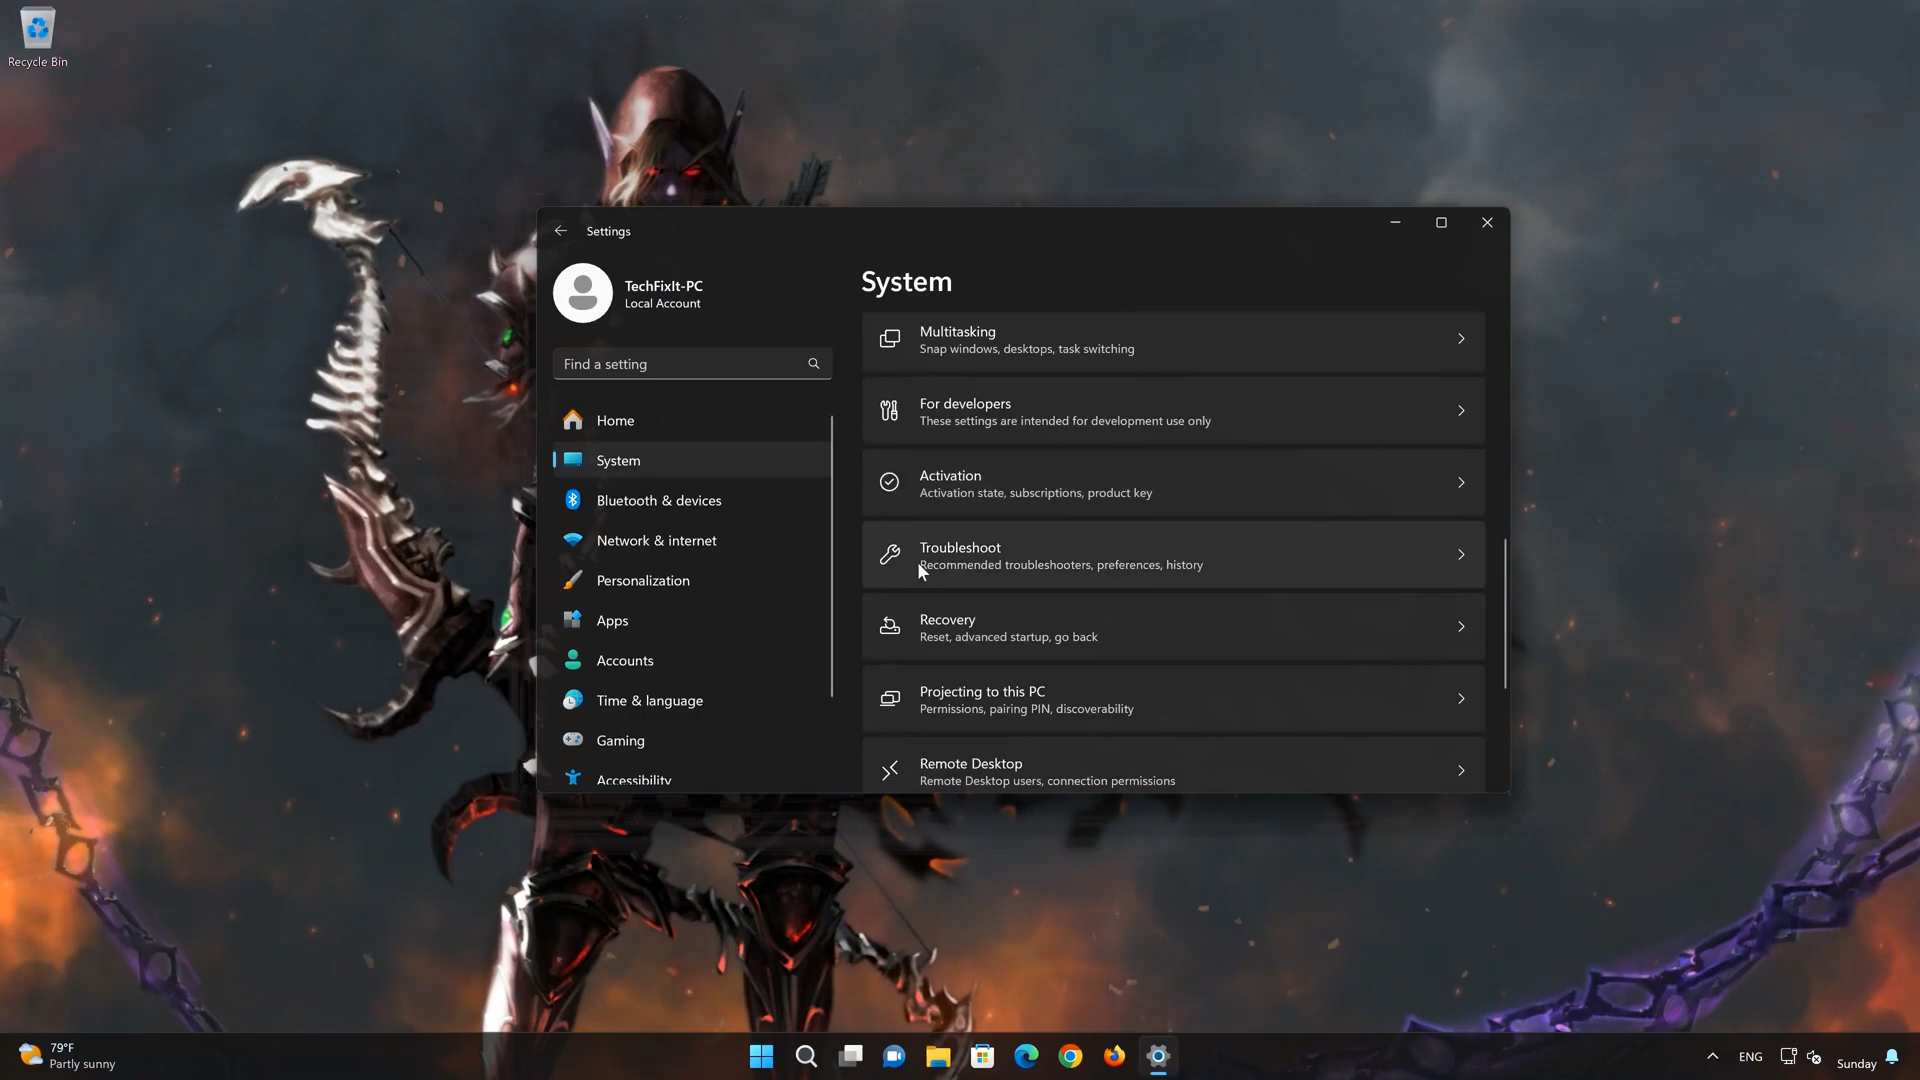 Recycle Bin
Settings
TechFixIt-PC
Local Account
Find a setting
Home
System
Bluetooth & devices
Network & internet
Personalization
Apps
Accounts
Time & language
Gaming
Accessibility
System
Multitasking
Snap windows, desktops, task switching
For developers
These settings are intended for development use only
Activation
Activation state, subscriptions, product key
Troubleshoot
Recommended troubleshooters, preferences, history
Recovery
Reset, advanced startup, go back
Projecting to this PC
Permissions, pairing PIN, discoverability
Remote Desktop
Remote Desktop users, connection permissions
79°F
Partly sunny
ENG
Sunday